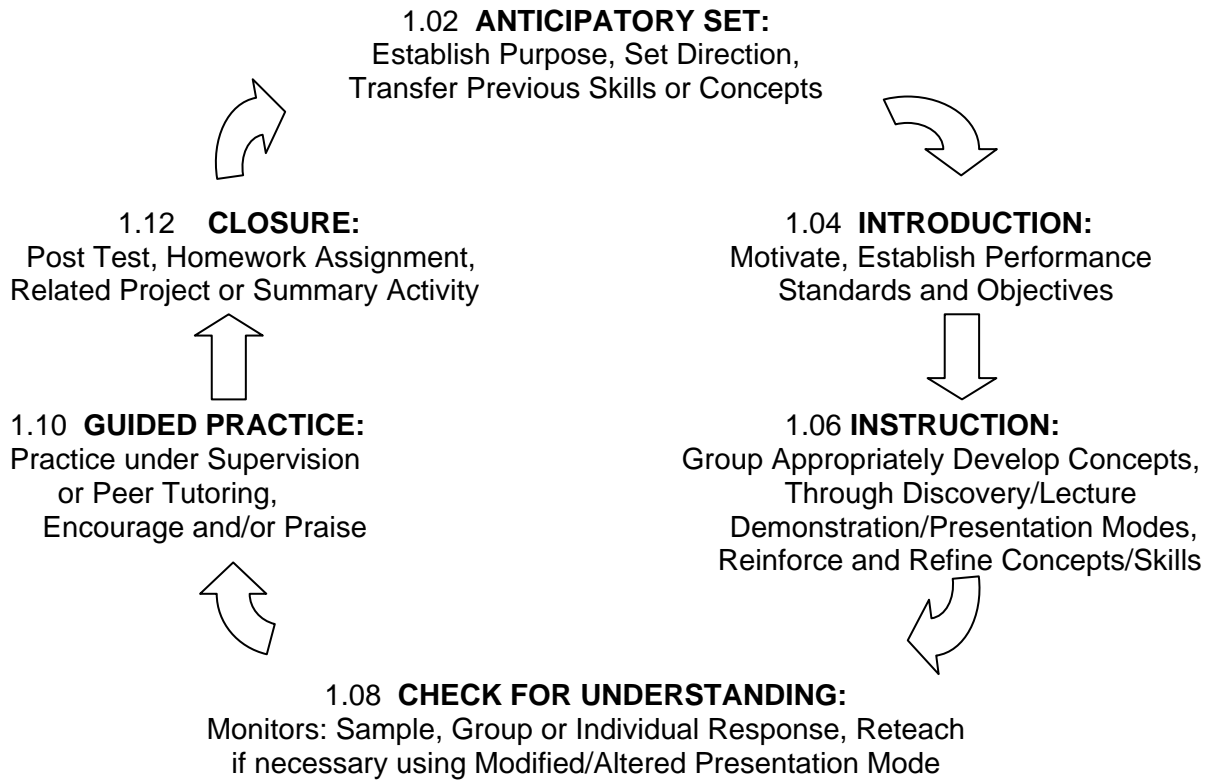 1.02 ANTICIPATORY SET:
Establish Purpose, Set Direction,
Transfer Previous Skills or Concepts
1.04 INTRODUCTION:
Motivate, Establish Performance
Standards and Objectives
1.06 INSTRUCTION:
Group Appropriately Develop Concepts,
Through Discovery/Lecture
Demonstration/Presentation Modes,
Reinforce and Refine Concepts/Skills
1.08 CHECK FOR UNDERSTANDING:
Monitors: Sample, Group or Individual Response, Reteach
if necessary using Modified/Altered Presentation Mode
1.10 GUIDED PRACTICE:
Practice under Supervision
or Peer Tutoring,
Encourage and/or Praise
1.12 CLOSURE:
Post Test, Homework Assignment,
Related Project or Summary Activity